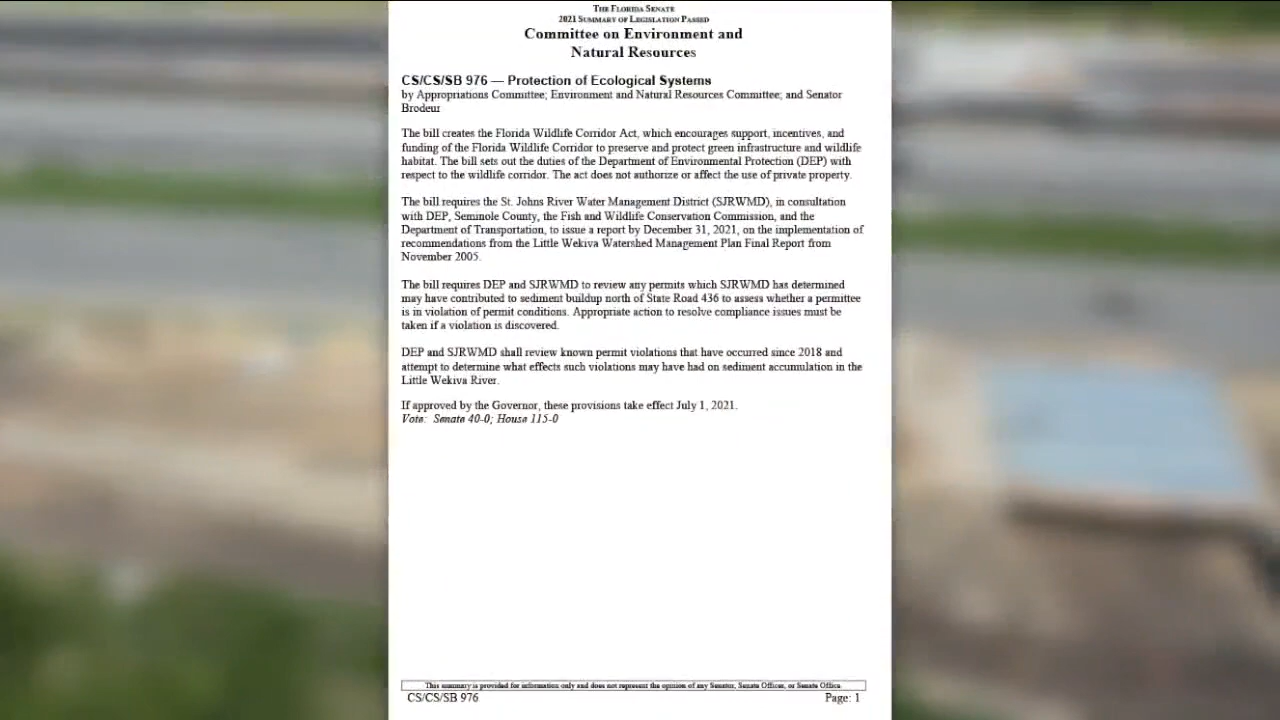 THE FLORIDA SENATE
2021 SUMMARY OF LEGISLATION PASSED
Committee on Environment and
Natural Resources
CS/CS/SB 976 — Protection of Ecological Systems
by Appropriations Committee; Environment and Natural Resources Committee; and Senator
Brodeur
The bill creates the Florida Wildlife Corridor Act, which encourages support, incentives, and
funding of the Florida Wildlife Corridor to preserve and protect green infrastructure and wildlife
habitat. The bill sets out the duties of the Department of Environmental Protection (DEP) with
respect to the wildlife corridor. The act does not authorize or affect the use of private property.
The bill requires the St. Johns River Water Management District (SJRWMD), in consultation
with DEP, Seminole County, the Fish and Wildlife Conservation Commission, and the
Department of Transportation, to issue a report by December 31, 2021, on the implementation of
recommendations from the Little Wekiva Watershed Management Plan Final Report from
November 2005.
The bill requires DEP and SJRWMD to review any permits which SJRWMD has determined
may have contributed to sediment buildup north of State Road 436 to assess whether a permittee
is in violation of permit conditions. Appropriate action to resolve compliance issues must be
taken if a violation is discovered.
DEP and SJRWMD shall review known permit violations that have occurred since 2018 and
attempt to determine what effects such violations may have had on sediment accumulation in the
Little Wekiva River.
If approved by the Governor, these provisions take effect July 1, 2021.
Vote: Senate 40-0; House 115-0
This summary is provided for information only and does not represent the opinion of any Senator, Senate Officer, or Senate Office.
CS/CS/SB 976
Page: 1